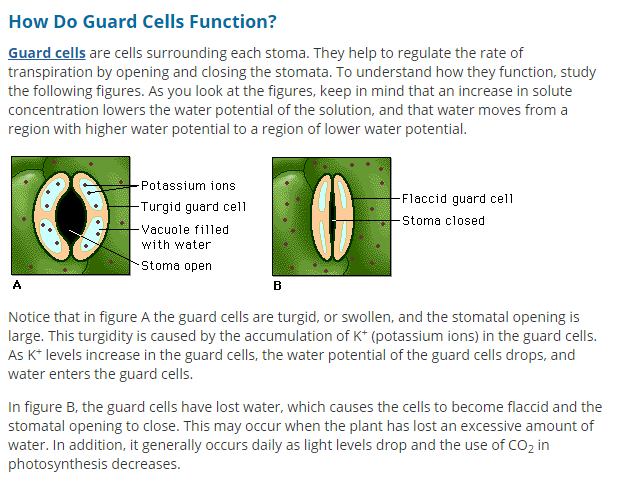 How Do Guard Cells Function?
Guard cells are cells surrounding each stoma. They help to regulate the rate of
transpiration by opening and closing the stomata. To understand how they function, study
the following figures. As you look at the figures, keep in mind that an increase in solute
concentration lowers the water potential of the solution, and that water moves from a
region with higher water potential to a region of lower water potential.
Potassium ions
Turgid guard cell
Vacuole filled
with water
Stoma open
A
Flaccid guard cell
Stoma closed
B
Notice that in figure A the guard cells are turgid, or swollen, and the stomatal opening is
large. This turgidity is caused by the accumulation of K⁺ (potassium ions) in the guard cells.
As K⁺ levels increase in the guard cells, the water potential of the guard cells drops, and
water enters the guard cells.
In figure B, the guard cells have lost water, which causes the cells to become flaccid and the
stomatal opening to close. This may occur when the plant has lost an excessive amount of
water. In addition, it generally occurs daily as light levels drop and the use of CO₂ in
photosynthesis decreases.